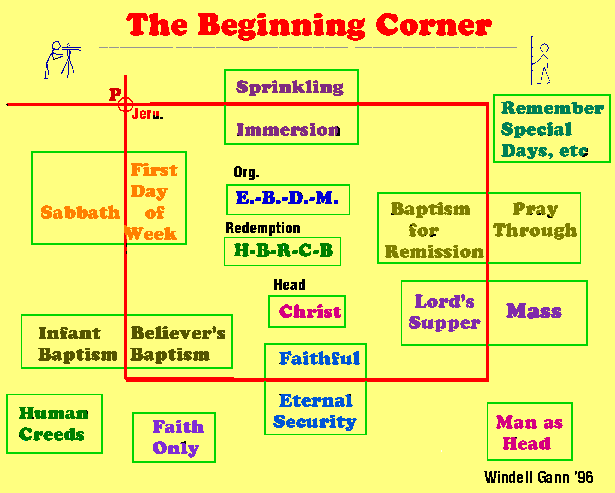 The Beginning Corner
P
Jeru.
Sprinkling
Immersion
Remember
Special
Days, etc
Sabbath
First
Day
of
Week
Org.
E.-B.-D.-M.
Redemption
H-B-R-C-B
Head
Christ
Baptism
for
Remission
Pray
Through
Lord's
Supper
Mass
Infant
Baptism
Believer's
Baptism
Faithful
Eternal
Security
Human
Creeds
Faith
Only
Man as
Head
Windell Gann '96